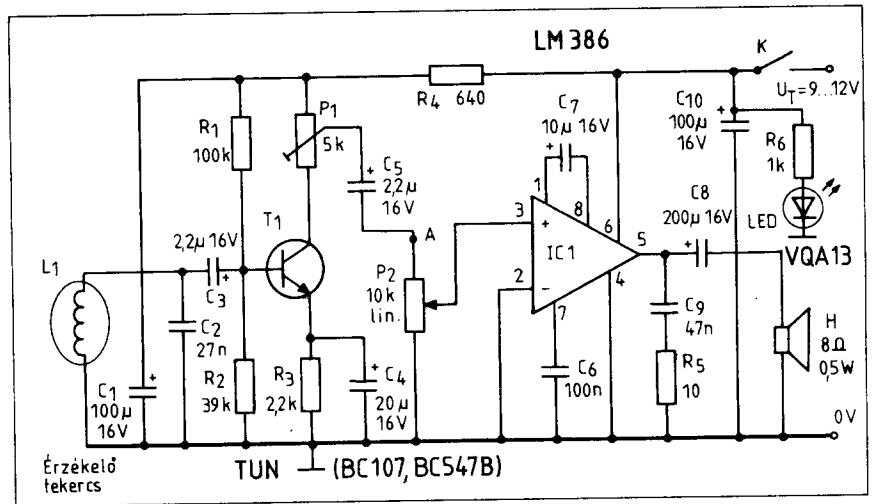 LM 386
K
U_T=9...12V
R4 640
P1
5k
R1
100k
C7
10µ 16V
C10
100µ
16V
R6
1k
C5
2,2µ
16V
C8
200µ 16V
LED
VQA13
T1
A
1
8
3
6
5
IC1
2
4
7
2,2µ 16V
C3
L1
P2
10k
lin.
C2
27n
C9
47n
H
8Ω
0,5W
C1
100µ
16V
R2
39k
R3
2,2k
C4
20µ
16V
C6
100n
R5
10
0V
Érzékelő
tekercs
TUN (BC107, BC547B)